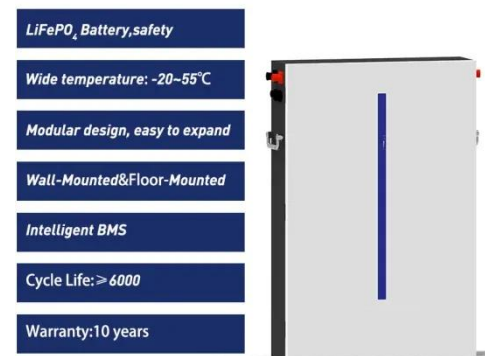 LiFePO₄ Battery,safety
Wide temperature: -20~55℃
Modular design, easy to expand
Wall-Mounted&Floor-Mounted
Intelligent BMS
Cycle Life:≥6000
Warranty:10 years